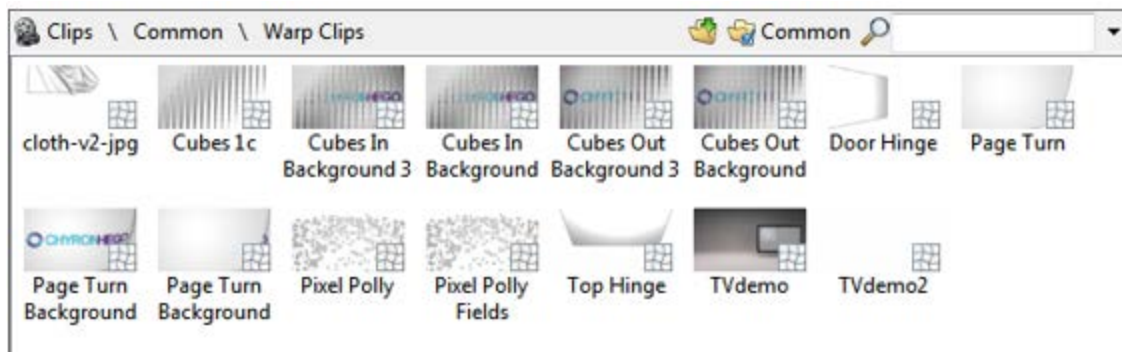 Clips \ Common \ Warp Clips Common
CHYRONHEGO
cloth-v2-jpg Cubes 1c Cubes In Cubes In Cubes Out Cubes Out Door Hinge Page Turn
Background 3 Background Background 3 Background
CHYRONHEGO
Page Turn Page Turn Pixel Polly Pixel Polly Top Hinge TVdemo TVdemo2
Background Background Fields